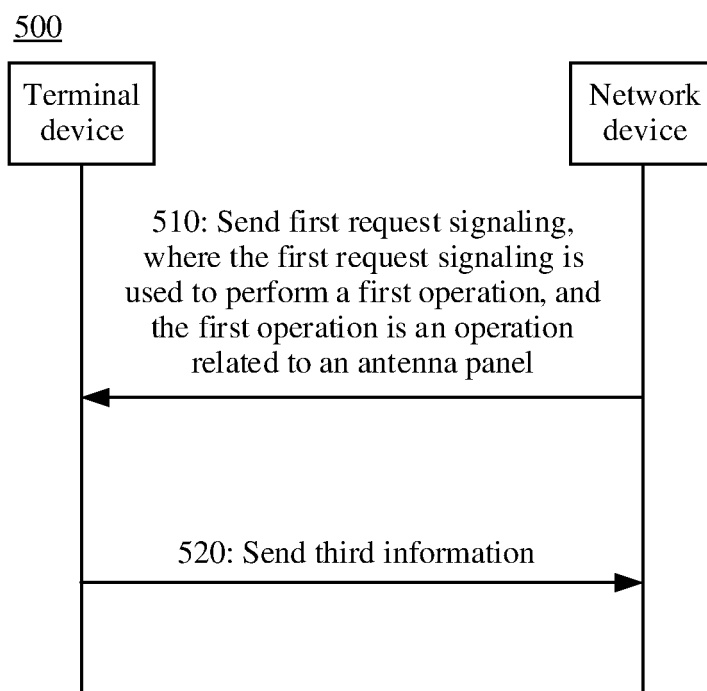 500
Terminal
device
Network
device
510: Send first request signaling,
where the first request signaling is
used to perform a first operation, and
the first operation is an operation
related to an antenna panel
520: Send third information